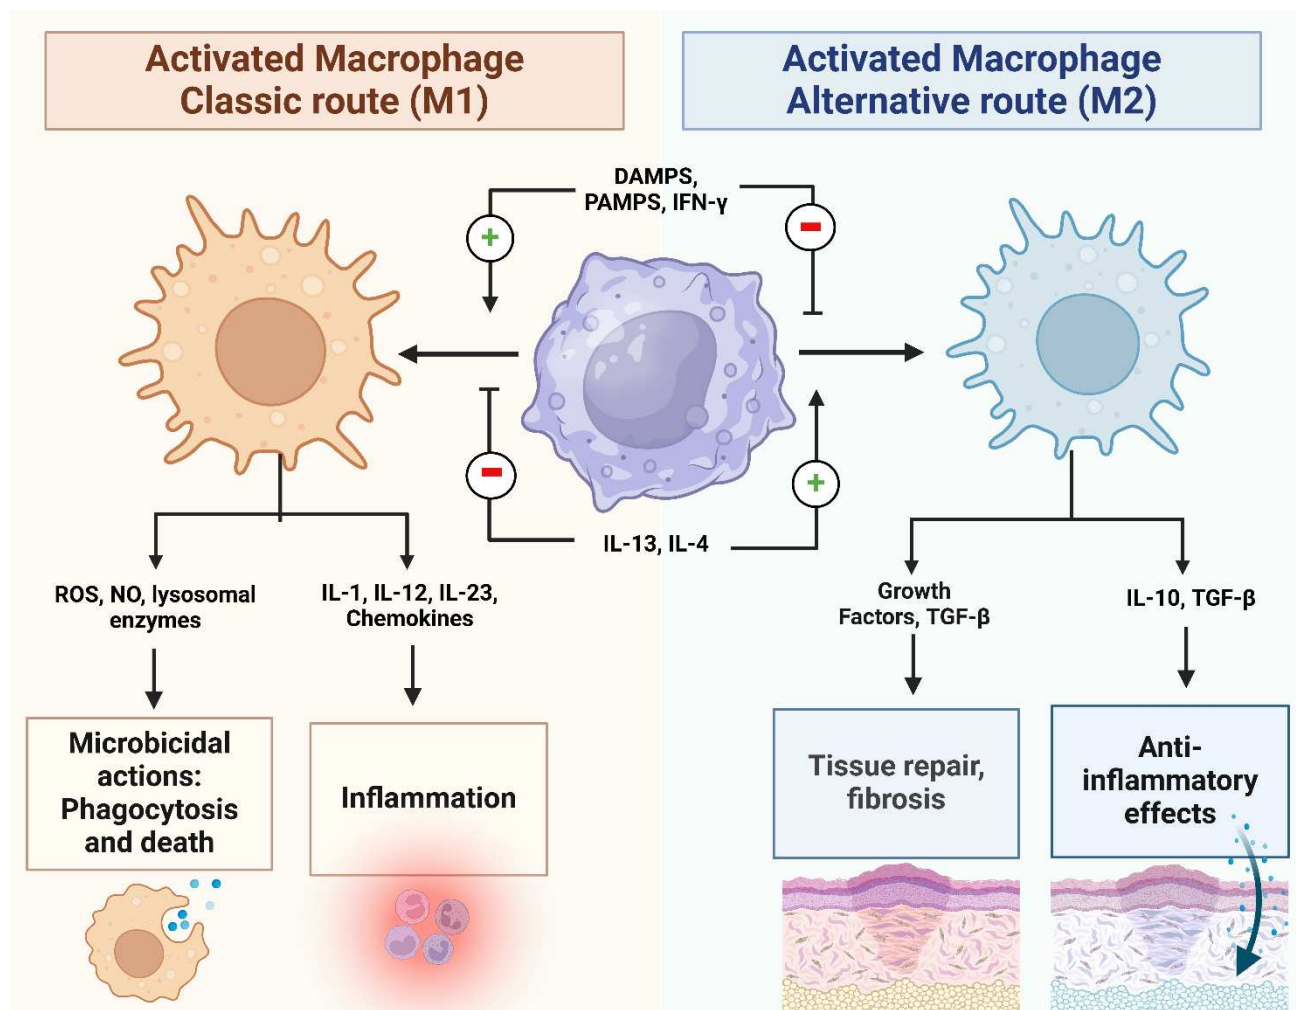 Activated Macrophage
Classic route (M1)
Activated Macrophage
Alternative route (M2)
DAMPS,
PAMPS, IFN-γ
+
-
-
+
IL-13, IL-4
ROS, NO, lysosomal
enzymes
IL-1, IL-12, IL-23,
Chemokines
Growth
Factors, TGF-β
IL-10, TGF-β
Microbicidal
actions:
Phagocytosis
and death
Inflammation
Tissue repair,
fibrosis
Anti-
inflammatory
effects